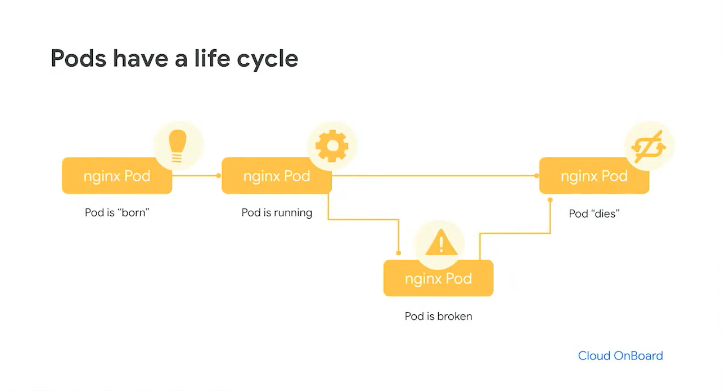 Pods have a life cycle
nginx Pod
nginx Pod
nginx Pod
Pod is “born”
Pod is running
Pod “dies”
nginx Pod
Pod is broken
Cloud OnBoard